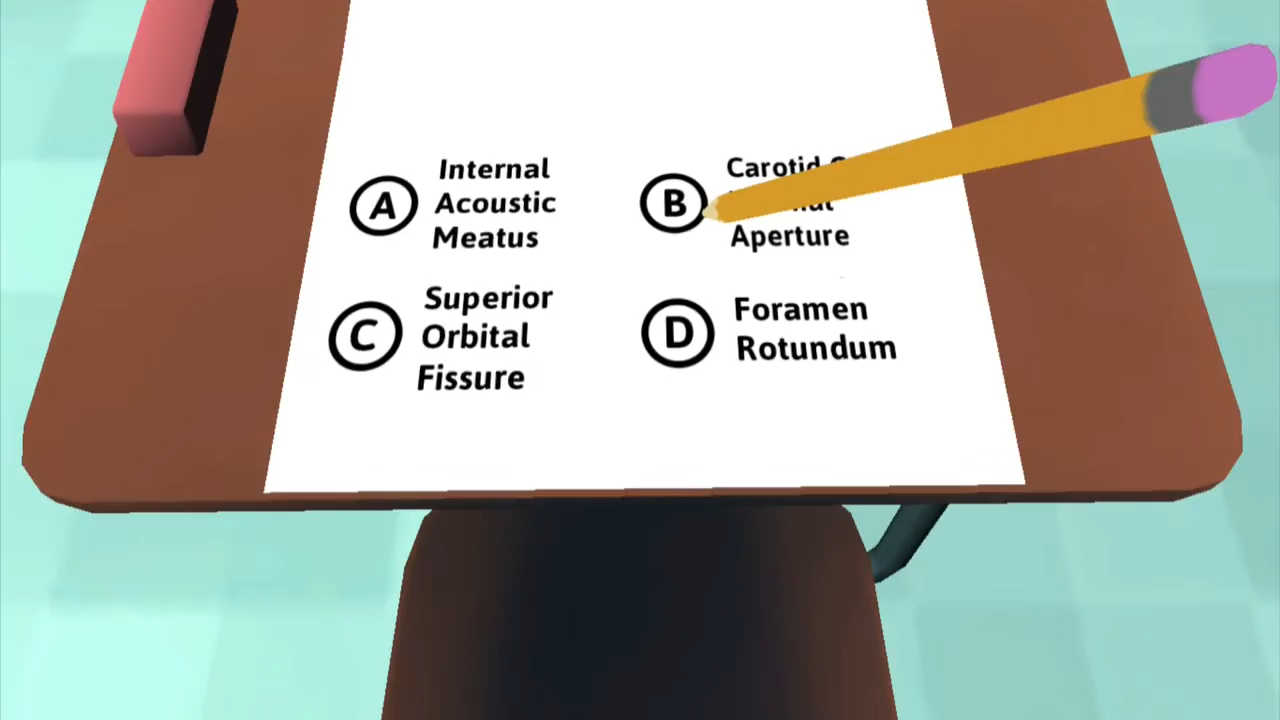 A
Internal
Acoustic
Meatus
B
Carotid
Aperture
C
Superior
Orbital
Fissure
D
Foramen
Rotundum